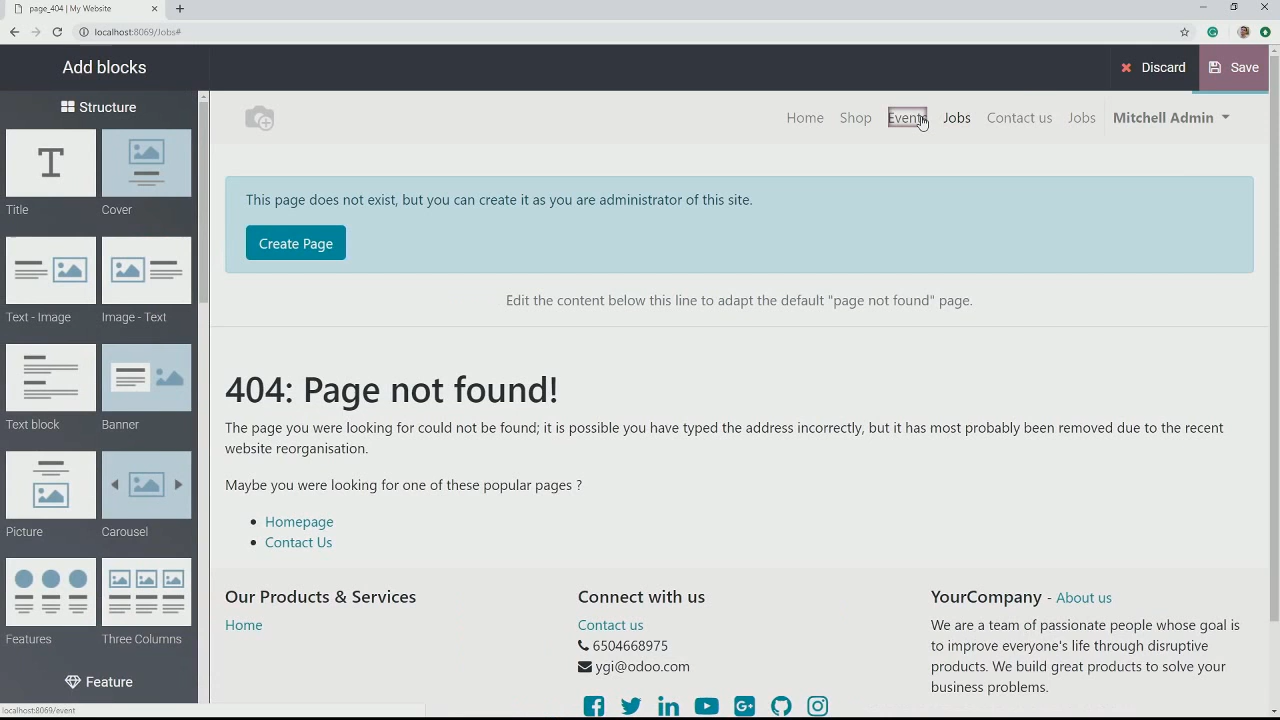 page_404 | My Website
localhost:8069/Jobs#
Add blocks
Discard
Save
Structure
Title
Cover
Text - Image
Image - Text
Text block
Banner
Picture
Carousel
Features
Three Columns
Feature
Home Shop Events Jobs Contact us Jobs Mitchell Admin
This page does not exist, but you can create it as you are administrator of this site.
Create Page
Edit the content below this line to adapt the default "page not found" page.
404: Page not found!
The page you were looking for could not be found; it is possible you have typed the address incorrectly, but it has most probably been removed due to the recent
website reorganisation.
Maybe you were looking for one of these popular pages ?
Homepage
Contact Us
Our Products & Services
Home
Connect with us
Contact us
6504668975
ygi@odoo.com
YourCompany - About us
We are a team of passionate people whose goal is
to improve everyone's life through disruptive
products. We build great products to solve your
business problems.
localhost:8069/event